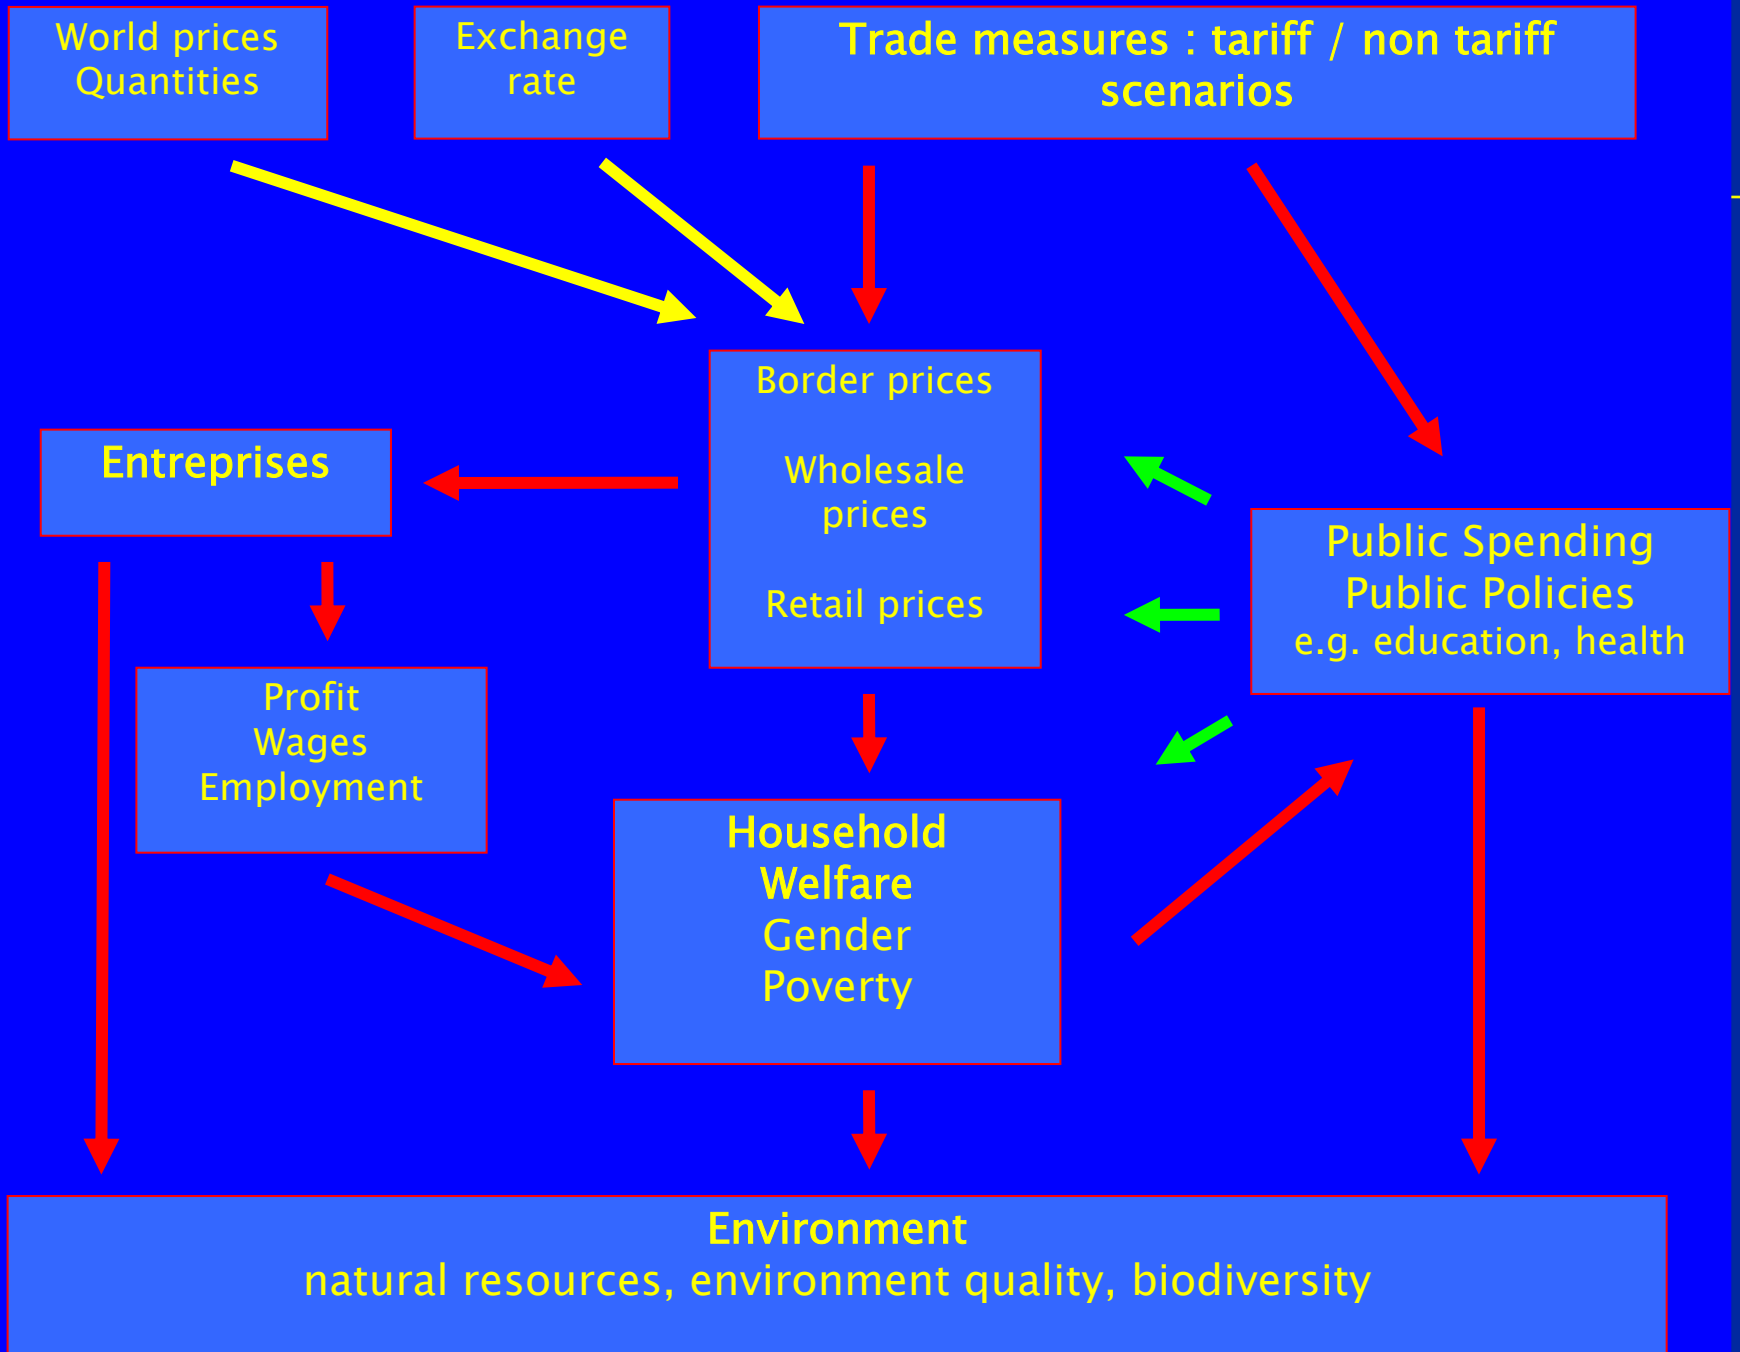 World prices
Quantities
Exchange
rate
Trade measures : tariff / non tariff
scenarios
Border prices
Wholesale
prices
Retail prices
Entreprises
Public Spending
Public Policies
e.g. education, health
Profit
Wages
Employment
Household
Welfare
Gender
Poverty
Environment
natural resources, environment quality, biodiversity